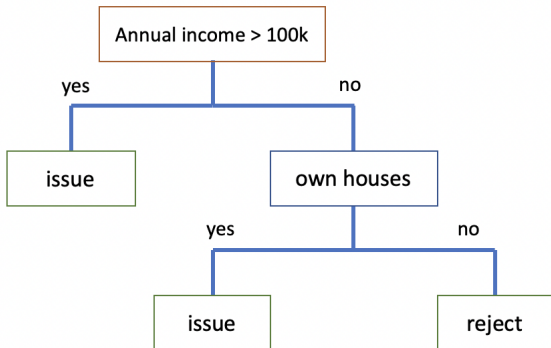 Annual income > 100k
yes
no
issue
own houses
yes
no
issue
reject